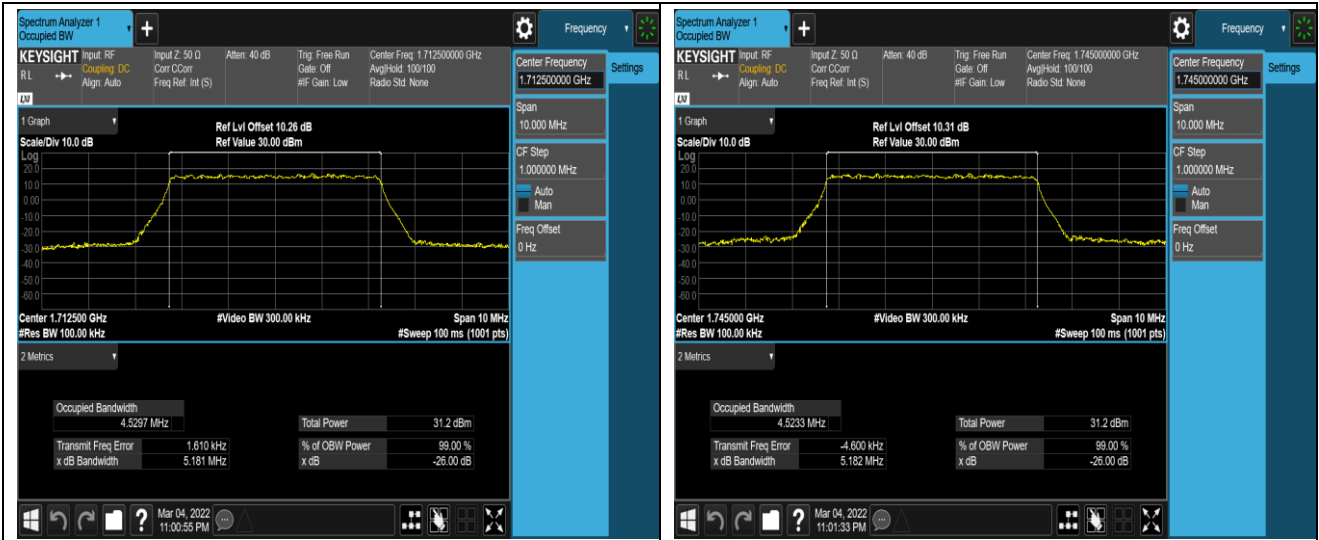 Spectrum Analyzer 1
Occupied BW
+
Frequency
KEYSIGHT
RL
LXI
Input: RF
Coupling: DC
Align: Auto
Input Z: 50 Ω
Corr CCorr
Freq Ref: Int (S)
Atten: 40 dB
Trig: Free Run
Gate: Off
#IF Gain: Low
Center Freq: 1.712500000 GHz
Avg|Hold: 100/100
Radio Std: None
Center Frequency
1.712500000 GHz
Settings
Span
10.000 MHz
CF Step
1.000000 MHz
Auto
Man
Freq Offset
0 Hz
1 Graph
Scale/Div 10.0 dB
Ref Lvl Offset 10.26 dB
Ref Value 30.00 dBm
Log
20.0
10.0
0.00
-10.0
-20.0
-30.0
-40.0
-50.0
-60.0
Center 1.712500 GHz
#Video BW 300.00 kHz
Span 10 MHz
#Res BW 100.00 kHz
#Sweep 100 ms (1001 pts)
2 Metrics
Occupied Bandwidth
4.5297 MHz
Total Power 31.2 dBm
Transmit Freq Error 1.610 kHz
% of OBW Power 99.00 %
x dB Bandwidth 5.181 MHz
x dB -26.00 dB
?
Mar 04, 2022
11:00:55 PM
Spectrum Analyzer 1
Occupied BW
+
Frequency
KEYSIGHT
RL
LXI
Input: RF
Coupling: DC
Align: Auto
Input Z: 50 Ω
Corr CCorr
Freq Ref: Int (S)
Atten: 40 dB
Trig: Free Run
Gate: Off
#IF Gain: Low
Center Freq: 1.745000000 GHz
Avg|Hold: 100/100
Radio Std: None
Center Frequency
1.745000000 GHz
Settings
Span
10.000 MHz
CF Step
1.000000 MHz
Auto
Man
Freq Offset
0 Hz
1 Graph
Scale/Div 10.0 dB
Ref Lvl Offset 10.31 dB
Ref Value 30.00 dBm
Log
20.0
10.0
0.00
-10.0
-20.0
-30.0
-40.0
-50.0
-60.0
Center 1.745000 GHz
#Video BW 300.00 kHz
Span 10 MHz
#Res BW 100.00 kHz
#Sweep 100 ms (1001 pts)
2 Metrics
Occupied Bandwidth
4.5233 MHz
Total Power 31.2 dBm
Transmit Freq Error -4.600 kHz
% of OBW Power 99.00 %
x dB Bandwidth 5.182 MHz
x dB -26.00 dB
?
Mar 04, 2022
11:01:33 PM